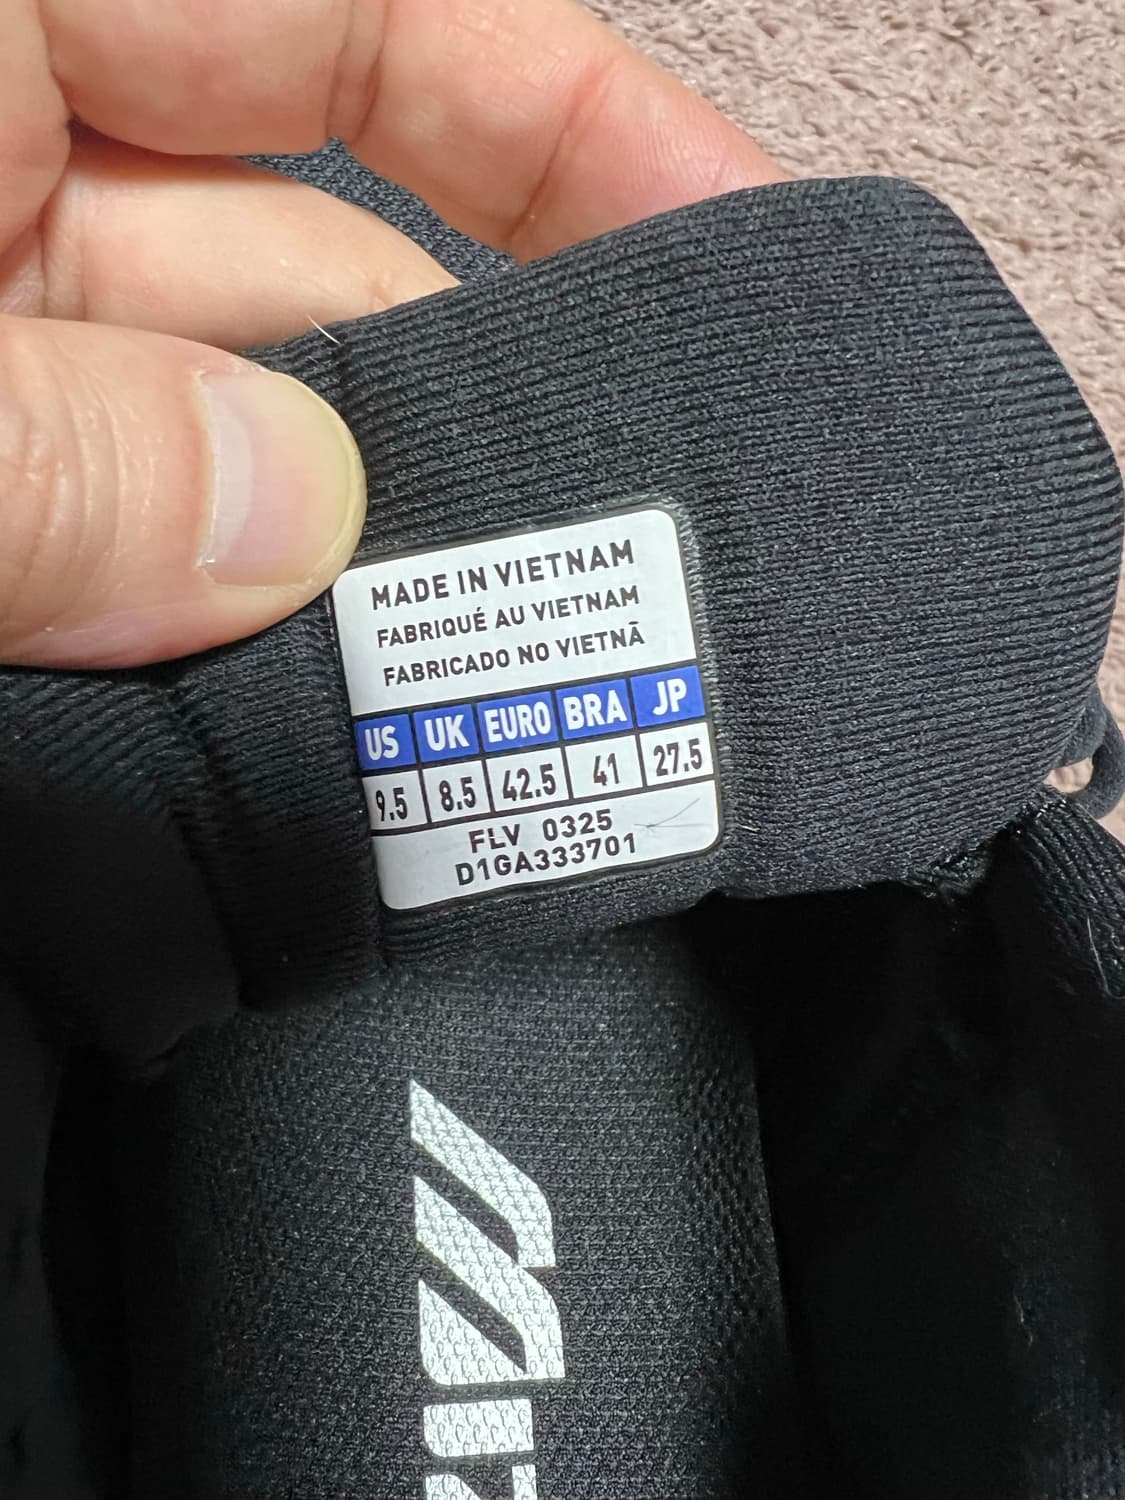 MADE IN VIETNAM
FABRIQUÉ AU VIETNAM
FABRICADO NO VIETNÃ
US UK EURO BRA JP
9.5 8.5 42.5 41 27.5
FLV 0325
D1GA333701